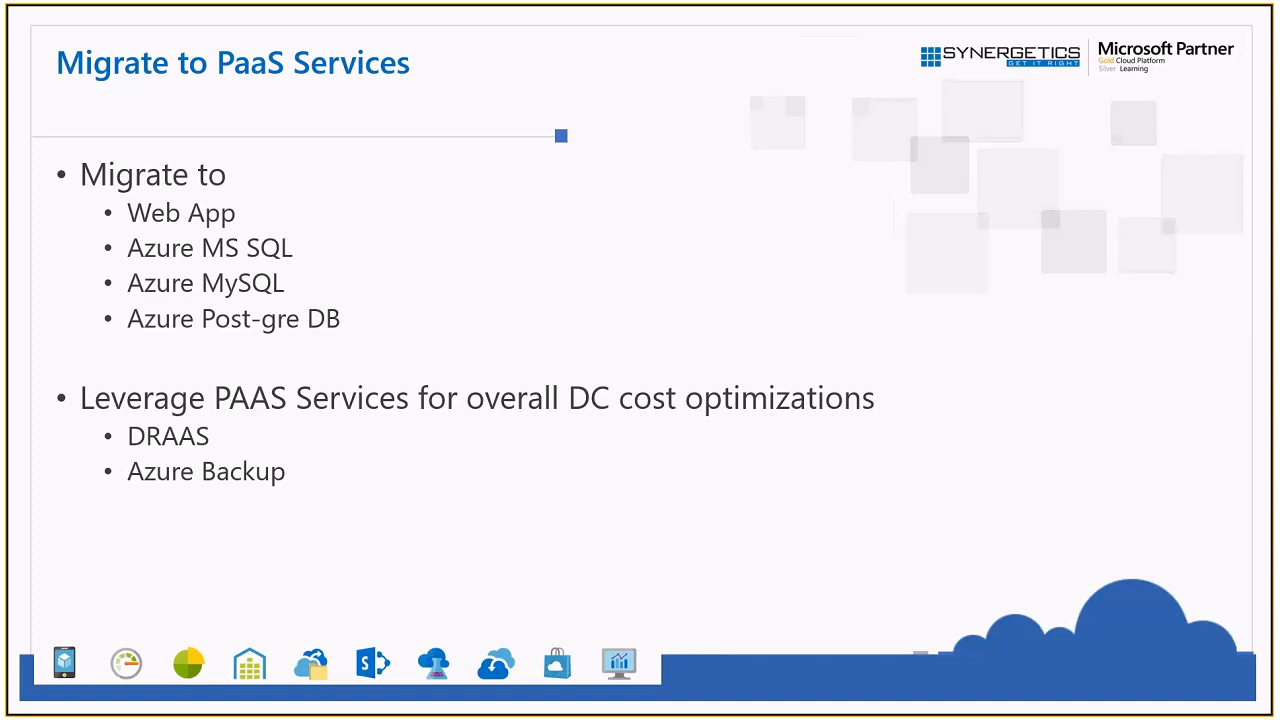 Migrate to PaaS Services
SYNERGETICS
GET IT RIGHT
Microsoft Partner
Gold Cloud Platform
Silver Learning
• Migrate to
• Web App
• Azure MS SQL
• Azure MySQL
• Azure Post-gre DB
• Leverage PAAS Services for overall DC cost optimizations
• DRAAS
• Azure Backup